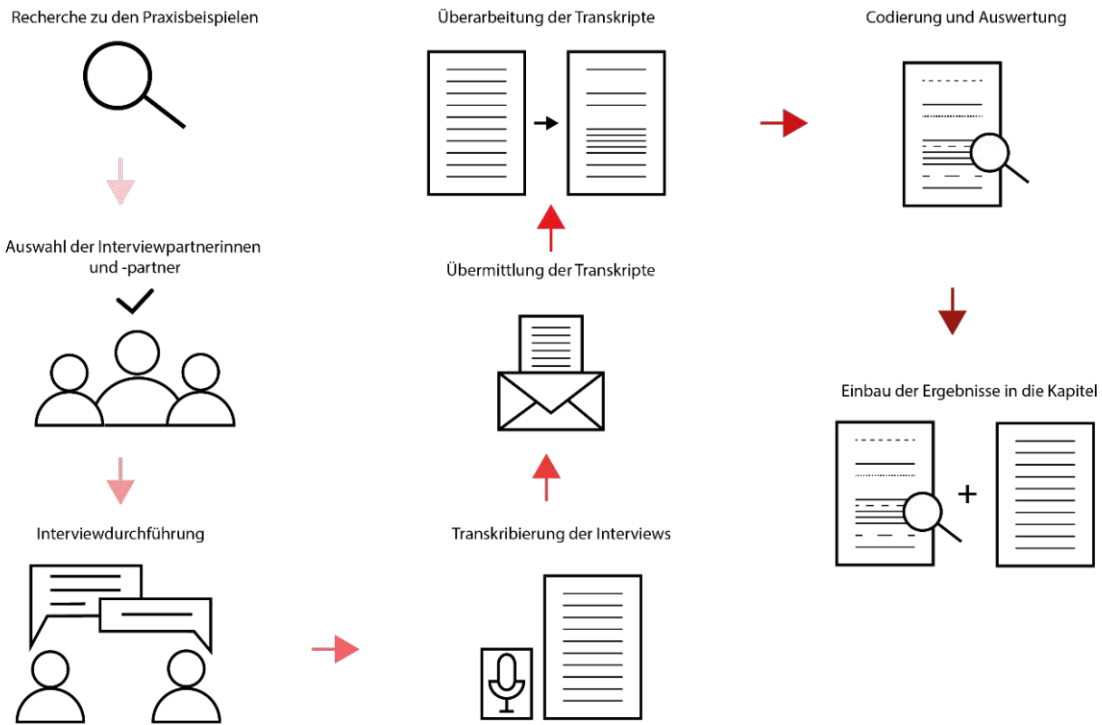 Recherche zu den Praxisbeispielen
Auswahl der Interviewpartnerinnen
und -partner
Interviewdurchführung
Transkribierung der Interviews
Übermittlung der Transkripte
Überarbeitung der Transkripte
Codierung und Auswertung
Einbau der Ergebnisse in die Kapitel
+